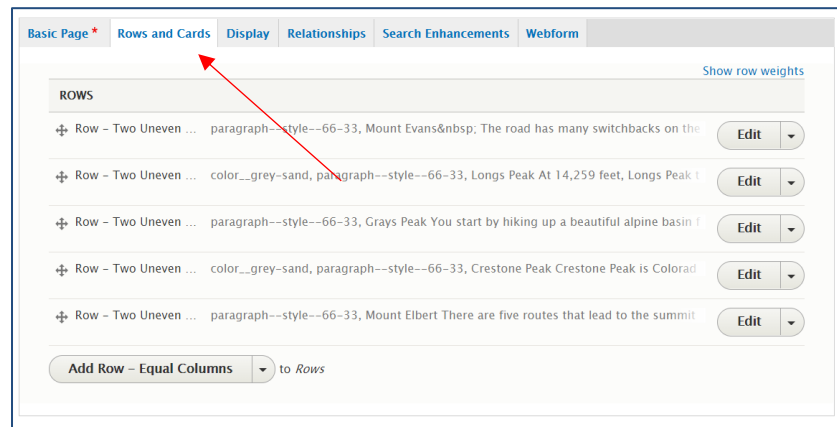 Basic Page * Rows and Cards Display Relationships Search Enhancements Webform
Show row weights
ROWS
Row – Two Uneven ... paragraph--style--66-33, Mount Evans&nbsp; The road has many switchbacks on the Edit
Row – Two Uneven ... color__grey-sand, paragraph--style--66-33, Longs Peak At 14,259 feet, Longs Peak Edit
Row – Two Uneven ... paragraph--style--66-33, Grays Peak You start by hiking up a beautiful alpine basin Edit
Row – Two Uneven ... color__grey-sand, paragraph--style--66-33, Crestone Peak Crestone Peak is Colorad Edit
Row – Two Uneven ... paragraph--style--66-33, Mount Elbert There are five routes that lead to the summit Edit
Add Row – Equal Columns to Rows